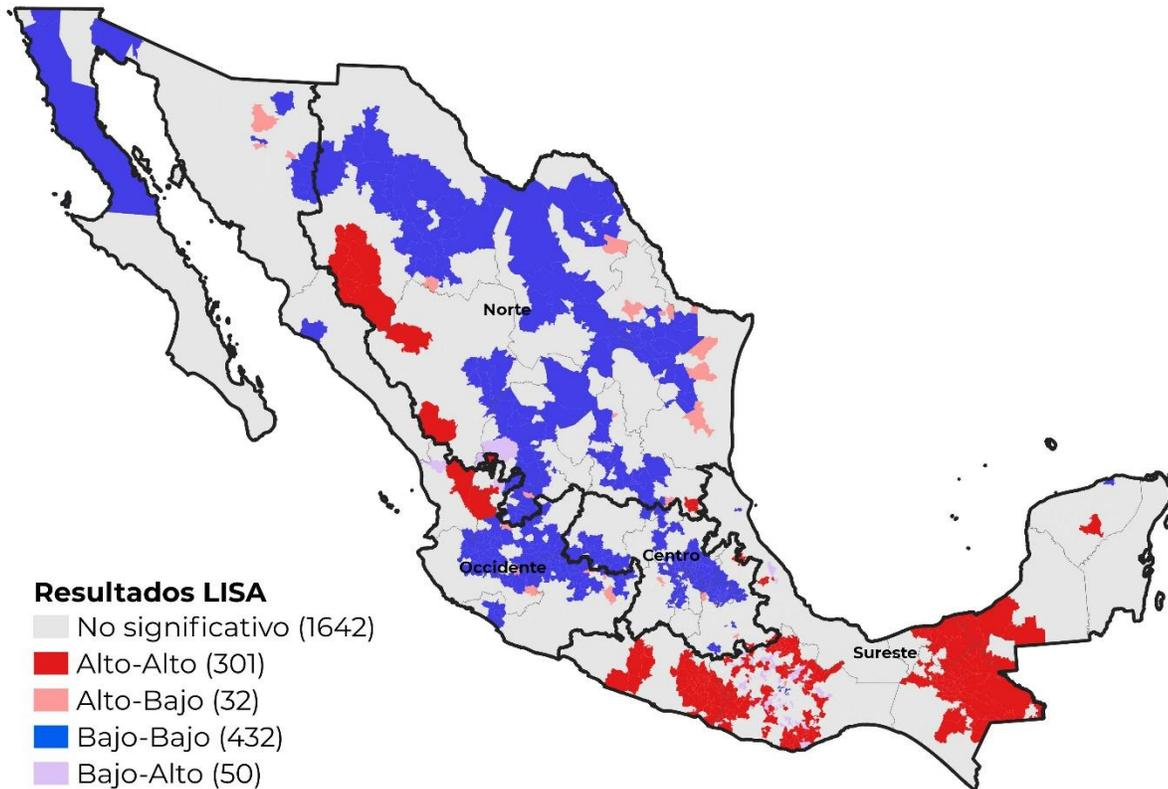 Norte
Occidente
Centro
Sureste
Resultados LISA
No significativo (1642)
Alto-Alto (301)
Alto-Bajo (32)
Bajo-Bajo (432)
Bajo-Alto (50)